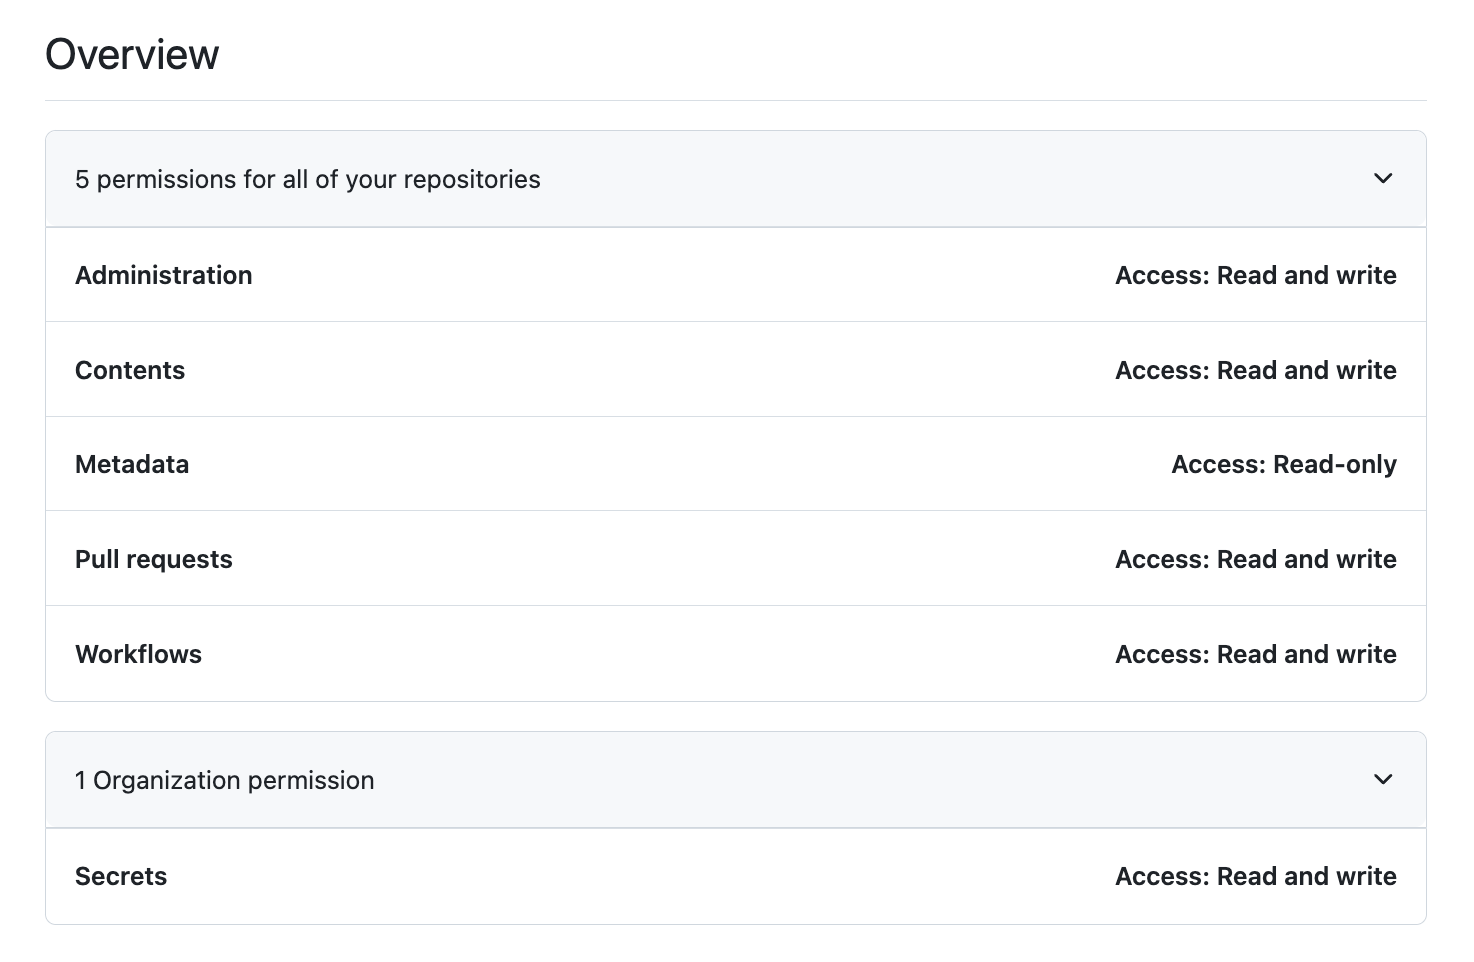 Overview
5 permissions for all of your repositories
Administration Access: Read and write
Contents Access: Read and write
Metadata Access: Read-only
Pull requests Access: Read and write
Workflows Access: Read and write
1 Organization permission
Secrets Access: Read and write